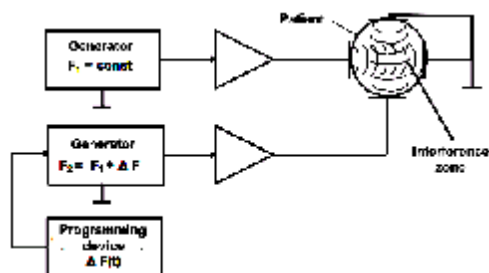 Patient
Generator
F₁ = const
Generator
F₂ = F₁ + Δ F
Interference
zone
Programming
device
Δ F(t)